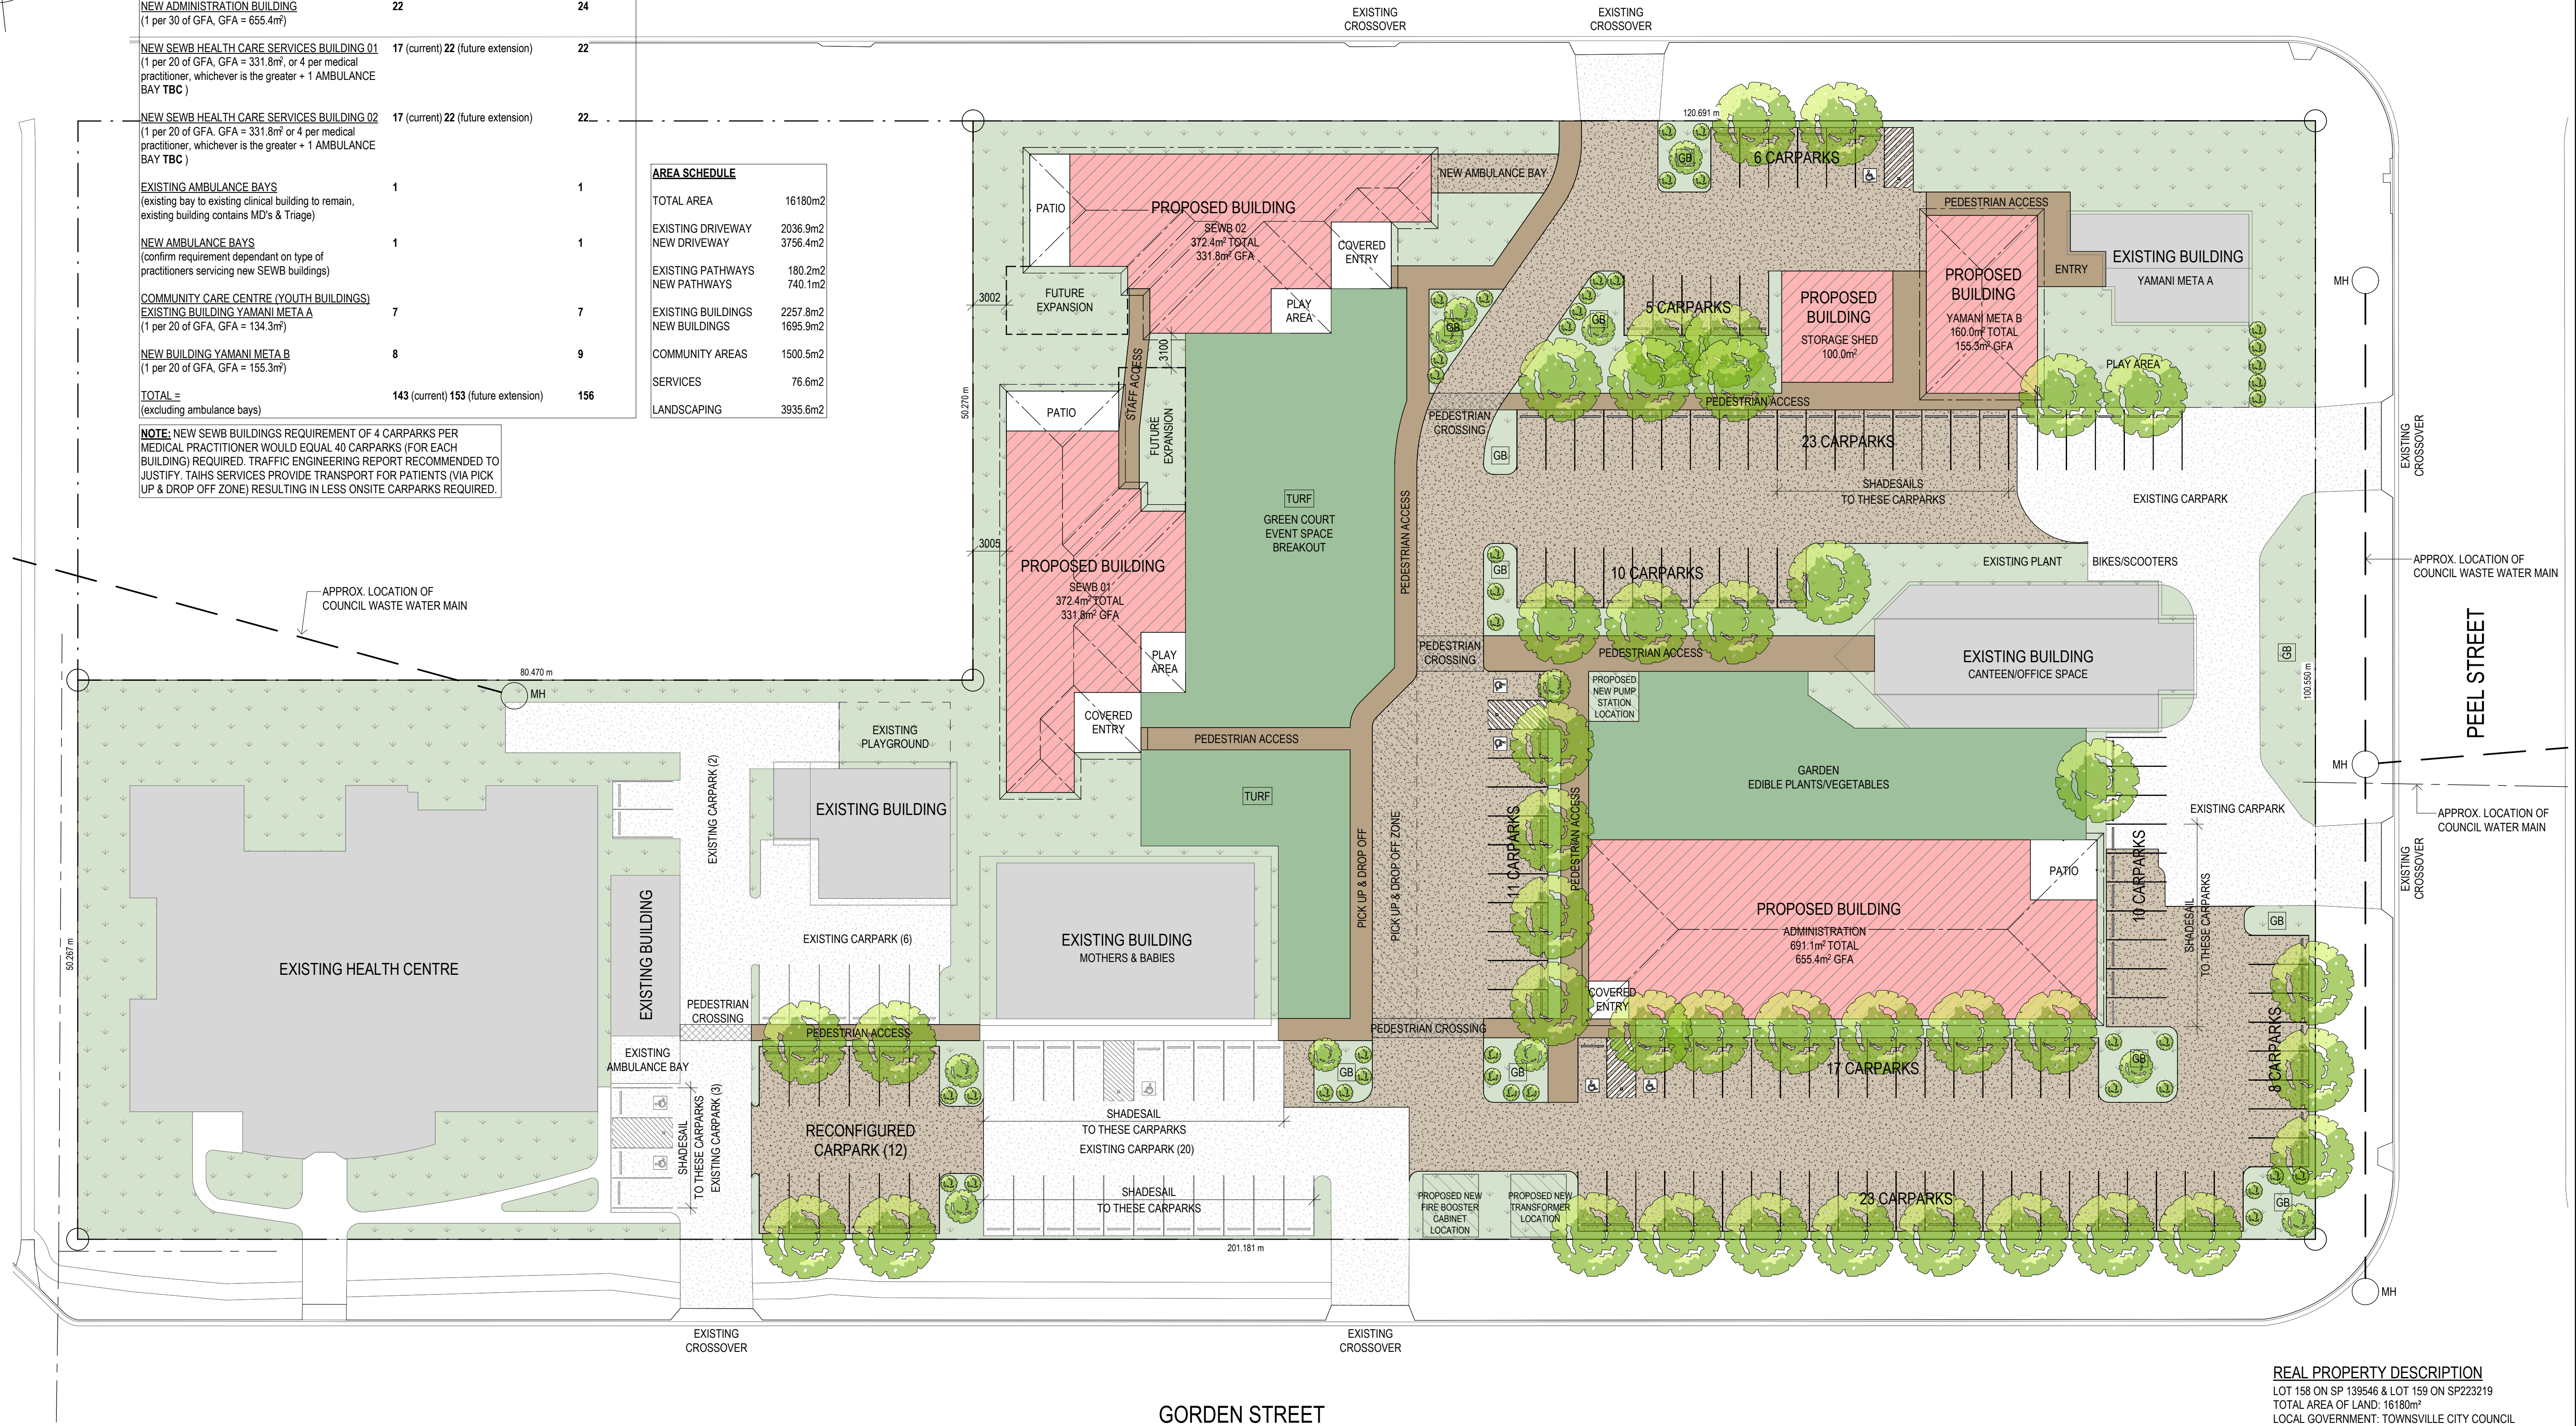 NEW ADMINISTRATION BUILDING 22 24
(1 per 30 of GFA, GFA = 655.4m²)
NEW SEWB HEALTH CARE SERVICES BUILDING 01 17 (current) 22 (future extension) 22
(1 per 20 of GFA, GFA = 331.8m², or 4 per medical
practitioner, whichever is the greater + 1 AMBULANCE
BAY TBC )
NEW SEWB HEALTH CARE SERVICES BUILDING 02 17 (current) 22 (future extension) 22
(1 per 20 of GFA. GFA = 331.8m² or 4 per medical
practitioner, whichever is the greater + 1 AMBULANCE
BAY TBC )
EXISTING AMBULANCE BAYS 1 1
(existing bay to existing clinical building to remain,
existing building contains MD's & Triage)
NEW AMBULANCE BAYS 1 1
(confirm requirement dependant on type of
practitioners servicing new SEWB buildings)
COMMUNITY CARE CENTRE (YOUTH BUILDINGS)
EXISTING BUILDING YAMANI META A 7 7
(1 per 20 of GFA, GFA = 134.3m²)
NEW BUILDING YAMANI META B 8 9
(1 per 20 of GFA, GFA = 155.3m²)
TOTAL = 143 (current) 153 (future extension) 156
(excluding ambulance bays)
NOTE: NEW SEWB BUILDINGS REQUIREMENT OF 4 CARPARKS PER
MEDICAL PRACTITIONER WOULD EQUAL 40 CARPARKS (FOR EACH
BUILDING) REQUIRED. TRAFFIC ENGINEERING REPORT RECOMMENDED TO
JUSTIFY. TAIHS SERVICES PROVIDE TRANSPORT FOR PATIENTS (VIA PICK
UP & DROP OFF ZONE) RESULTING IN LESS ONSITE CARPARKS REQUIRED.
AREA SCHEDULE
TOTAL AREA 16180m2
EXISTING DRIVEWAY 2036.9m2
NEW DRIVEWAY 3756.4m2
EXISTING PATHWAYS 180.2m2
NEW PATHWAYS 740.1m2
EXISTING BUILDINGS 2257.8m2
NEW BUILDINGS 1695.9m2
COMMUNITY AREAS 1500.5m2
SERVICES 76.6m2
LANDSCAPING 3935.6m2
EXISTING
CROSSOVER
EXISTING
CROSSOVER
120.691 m
6 CARPARKS
GB
NEW AMBULANCE BAY
PATIO
PROPOSED BUILDING
SEWB 02
372.4m² TOTAL
331.8m² GFA
COVERED
ENTRY
PLAY
AREA
FUTURE
EXPANSION
3002
3100
STAFF ACCESS
FUTURE
EXPANSION
50.270 m
PATIO
3005
PROPOSED BUILDING
SEWB 01
372.4m² TOTAL
331.8m² GFA
PLAY
AREA
COVERED
ENTRY
TURF
GREEN COURT
EVENT SPACE
BREAKOUT
PEDESTRIAN ACCESS
PEDESTRIAN ACCESS
TURF
GB
GB
5 CARPARKS
PROPOSED
BUILDING
STORAGE SHED
100.0m²
PEDESTRIAN ACCESS
PROPOSED
BUILDING
YAMANI META B
160.0m² TOTAL
155.3m² GFA
ENTRY
EXISTING BUILDING
YAMANI META A
PLAY AREA
MH
PEDESTRIAN ACCESS
PEDESTRIAN
CROSSING
GB
23 CARPARKS
SHADESAILS
TO THESE CARPARKS
EXISTING CARPARK
EXISTING
CROSSOVER
GB
10 CARPARKS
EXISTING PLANT
BIKES/SCOOTERS
APPROX. LOCATION OF
COUNCIL WASTE WATER MAIN
PEEL STREET
PEDESTRIAN
CROSSING
PEDESTRIAN ACCESS
EXISTING BUILDING
CANTEEN/OFFICE SPACE
GB
100.550 m
PROPOSED
NEW PUMP
STATION
LOCATION
GARDEN
EDIBLE PLANTS/VEGETABLES
MH
EXISTING CARPARK
APPROX. LOCATION OF
COUNCIL WATER MAIN
EXISTING
CROSSOVER
PICK UP & DROP OFF
PICK UP & DROP OFF ZONE
11 CARPARKS
PEDESTRIAN ACCESS
PROPOSED BUILDING
ADMINISTRATION
691.1m² TOTAL
655.4m² GFA
PATIO
COVERED
ENTRY
10 CARPARKS
SHADESAIL
TO THESE CARPARKS
GB
8 CARPARKS
PEDESTRIAN CROSSING
GB
GB
17 CARPARKS
GB
23 CARPARKS
GB
PROPOSED NEW
FIRE BOOSTER
CABINET
LOCATION
PROPOSED NEW
TRANSFORMER
LOCATION
MH
APPROX. LOCATION OF
COUNCIL WASTE WATER MAIN
80.470 m
MH
50.267 m
EXISTING HEALTH CENTRE
EXISTING BUILDING
EXISTING CARPARK (2)
EXISTING
PLAYGROUND
EXISTING BUILDING
EXISTING CARPARK (6)
EXISTING BUILDING
MOTHERS & BABIES
PEDESTRIAN
CROSSING
PEDESTRIAN ACCESS
EXISTING
AMBULANCE BAY
SHADESAIL
TO THESE CARPARKS
EXISTING CARPARK (3)
RECONFIGURED
CARPARK (12)
SHADESAIL
TO THESE CARPARKS
EXISTING CARPARK (20)
SHADESAIL
TO THESE CARPARKS
201.181 m
EXISTING
CROSSOVER
EXISTING
CROSSOVER
GORDEN STREET
REAL PROPERTY DESCRIPTION
LOT 158 ON SP 139546 & LOT 159 ON SP223219
TOTAL AREA OF LAND: 16180m²
LOCAL GOVERNMENT: TOWNSVILLE CITY COUNCIL